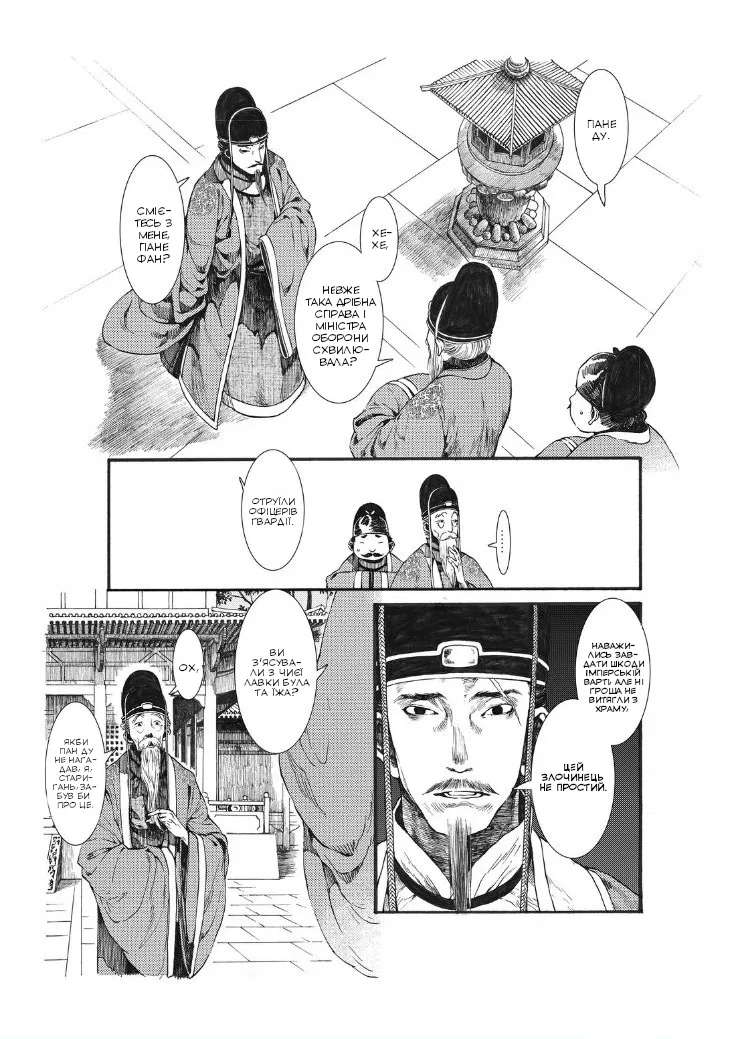 ПАНЕ
ДУ.
ХЕ-
ХЕ,
НЕВЖЕ
ТАКА ДРІБНА
СПРАВА І
МІНІСТРА
ОБОРОНИ
СХВИЛЮ-
ВАЛА?
СМІЄ-
ТЕСЬ З
МЕНЕ,
ПАНЕ
ФАН?
......
ОТРУЇЛИ
ОФІЦЕРІВ
ГВАРДІЇ.
НАВАЖИ-
ЛИСЬ ЗАВ-
ДАТИ ШКОДИ
ІМПЕРСЬКІЙ
ВАРТІ, АЛЕ НІ
ГРОША НЕ
ВИТЯГЛИ З
ХРАМУ.
ЦЕЙ
ЗЛОЧИНЕЦЬ
НЕ ПРОСТИЙ.
ВИ
З'ЯСУВА-
ЛИ З ЧИЄЇ
ЛАВКИ БУЛА
ТА ЇЖА?
ОХ,
ЯКБИ
ПАН ДУ
НЕ НАГА-
ДАВ, Я,
СТАРИ-
ГАНЬ, ЗА-
БУВ БИ
ПРО ЦЕ.